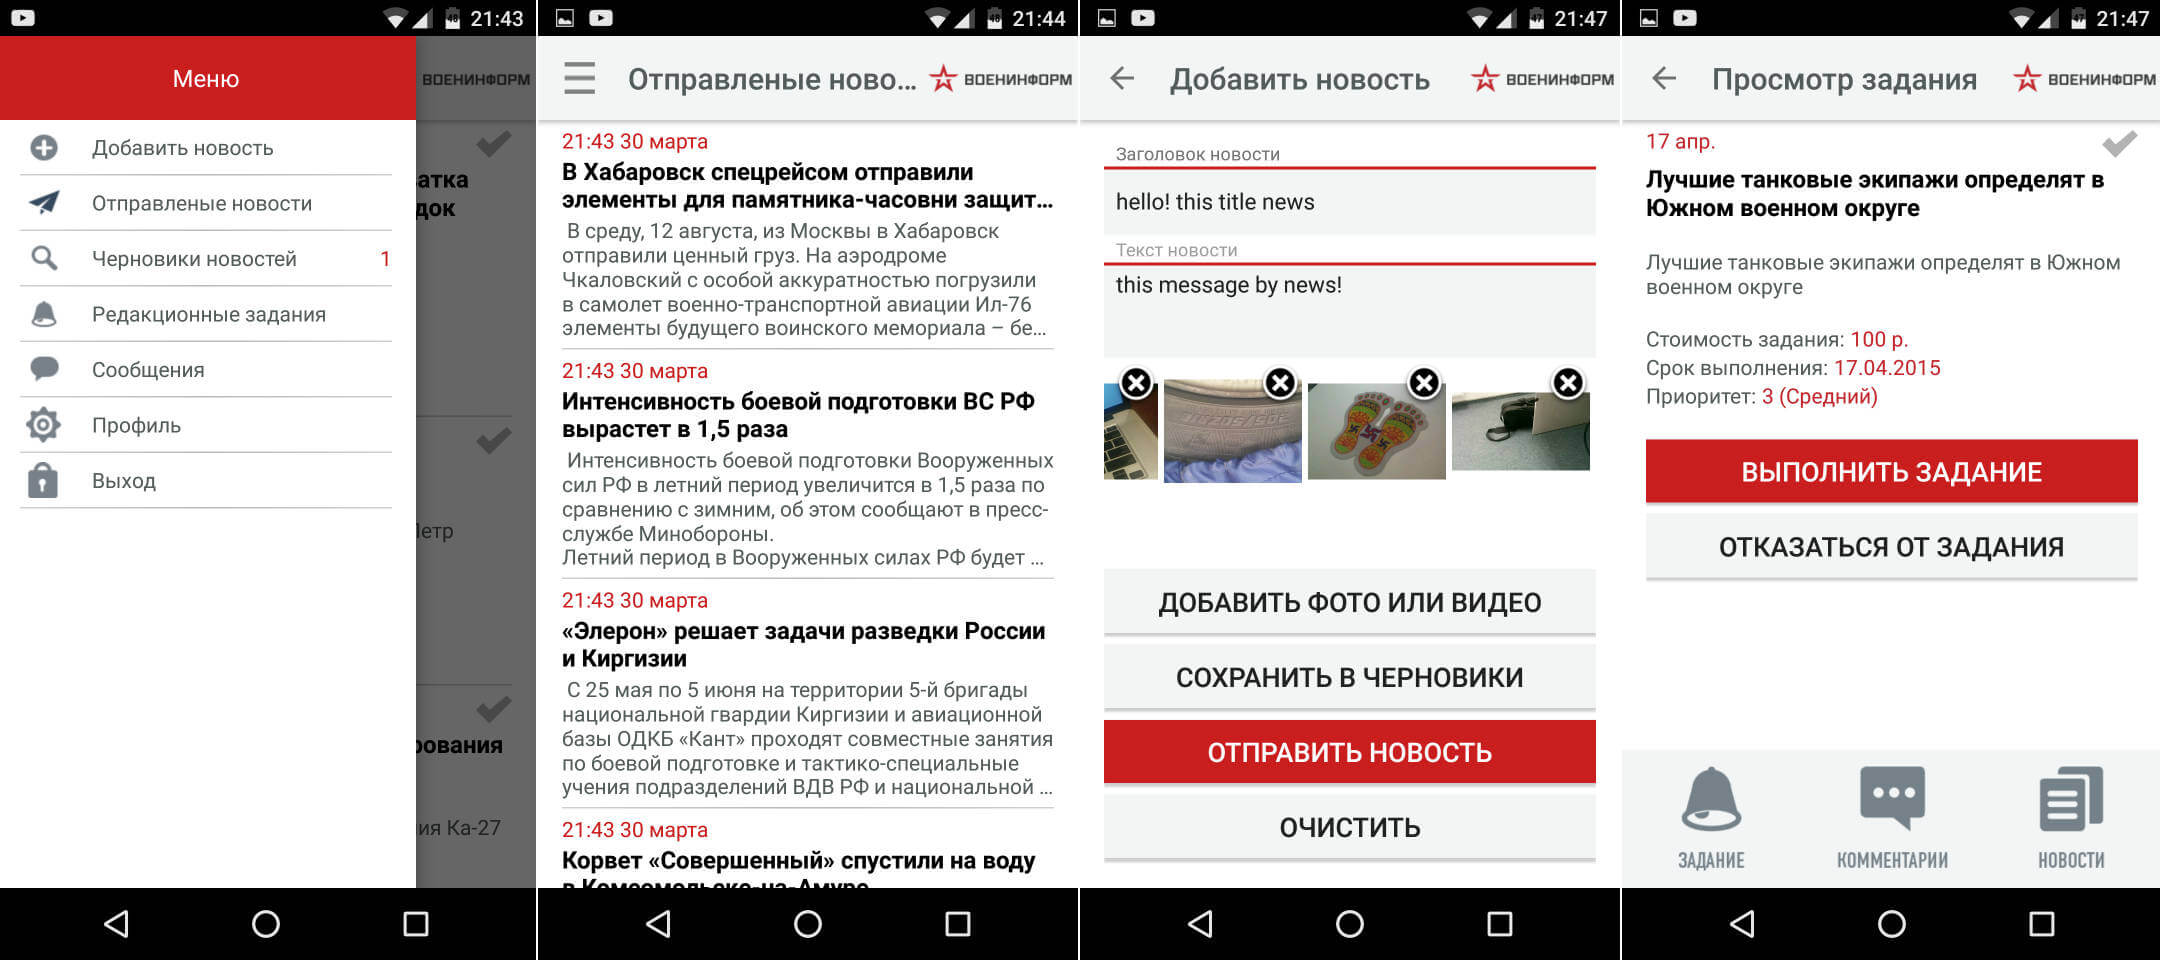 21:43
Меню
ВОЕНИНФОРМ
Добавить новость
Отправленые новости
Черновики новостей 1
Редакционные задания
Сообщения
Профиль
Выход
атка
док
Петр
рования
ия Ка-27
21:44
Отправленые ново...
ВОЕНИНФОРМ
21:43 30 марта
В Хабаровск спецрейсом отправили
элементы для памятника-часовни защит...
В среду, 12 августа, из Москвы в Хабаровск
отправили ценный груз. На аэродроме
Чкаловский с особой аккуратностью погрузили
в самолет военно-транспортной авиации Ил-76
элементы будущего воинского мемориала – бе...
21:43 30 марта
Интенсивность боевой подготовки ВС РФ
вырастет в 1,5 раза
Интенсивность боевой подготовки Вооруженных
сил РФ в летний период увеличится в 1,5 раза по
сравнению с зимним, об этом сообщают в пресс-
службе Минобороны.
Летний период в Вооруженных силах РФ будет ...
21:43 30 марта
«Элерон» решает задачи разведки России
и Киргизии
С 25 мая по 5 июня на территории 5-й бригады
национальной гвардии Киргизии и авиационной
базы ОДКБ «Кант» проходят совместные занятия
по боевой подготовке и тактико-специальные
учения подразделений ВДВ РФ и национальной ...
21:43 30 марта
Корвет «Совершенный» спустили на воду
в Комсомольске-на-Амуре
21:47
Добавить новость
ВОЕНИНФОРМ
Заголовок новости
hello! this title news
Текст новости
this message by news!
ДОБАВИТЬ ФОТО ИЛИ ВИДЕО
СОХРАНИТЬ В ЧЕРНОВИКИ
ОТПРАВИТЬ НОВОСТЬ
ОЧИСТИТЬ
21:47
Просмотр задания
ВОЕНИНФОРМ
17 апр.
Лучшие танковые экипажи определят в
Южном военном округе
Лучшие танковые экипажи определят в Южном
военном округе
Стоимость задания: 100 р.
Срок выполнения: 17.04.2015
Приоритет: 3 (Средний)
ВЫПОЛНИТЬ ЗАДАНИЕ
ОТКАЗАТЬСЯ ОТ ЗАДАНИЯ
ЗАДАНИЕ
КОММЕНТАРИИ
НОВОСТИ